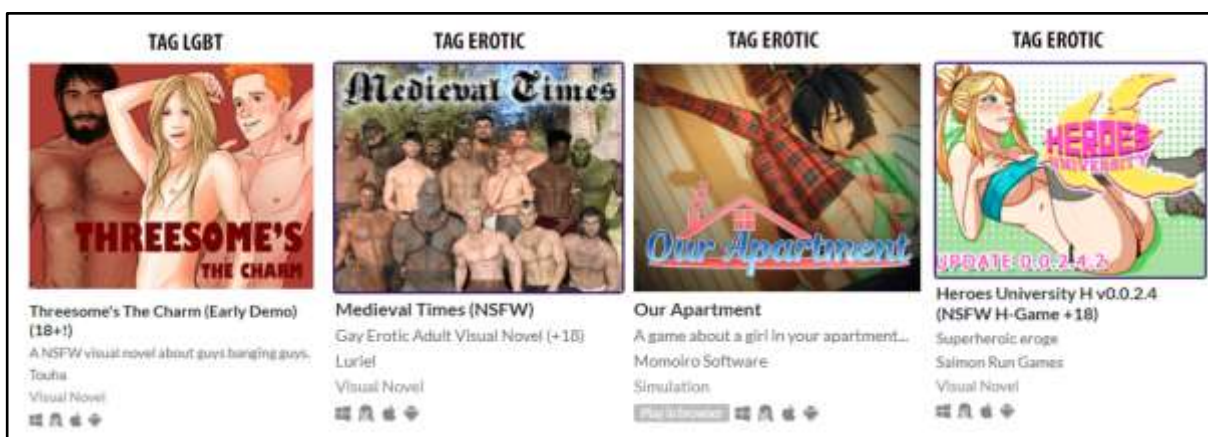 TAG LGBT
THREESOME'S
THE CHARM
Threesome's The Charm (Early Demo)
(18+!)
A NSFW visual novel about guys banging guys.
Touha
Visual Novel
TAG EROTIC
Medieval Times
Medieval Times (NSFW)
Gay Erotic Adult Visual Novel (+18)
Luriel
Visual Novel
TAG EROTIC
Our Apartment
Our Apartment
A game about a girl in your apartment...
Momoiro Software
Simulation
Play in browser
TAG EROTIC
HEROES
UNIVERSITY
UPDATE 0.0.2.4.2
Heroes University H v0.0.2.4
(NSFW H-Game +18)
Superheroic eroge
Salmon Run Games
Visual Novel